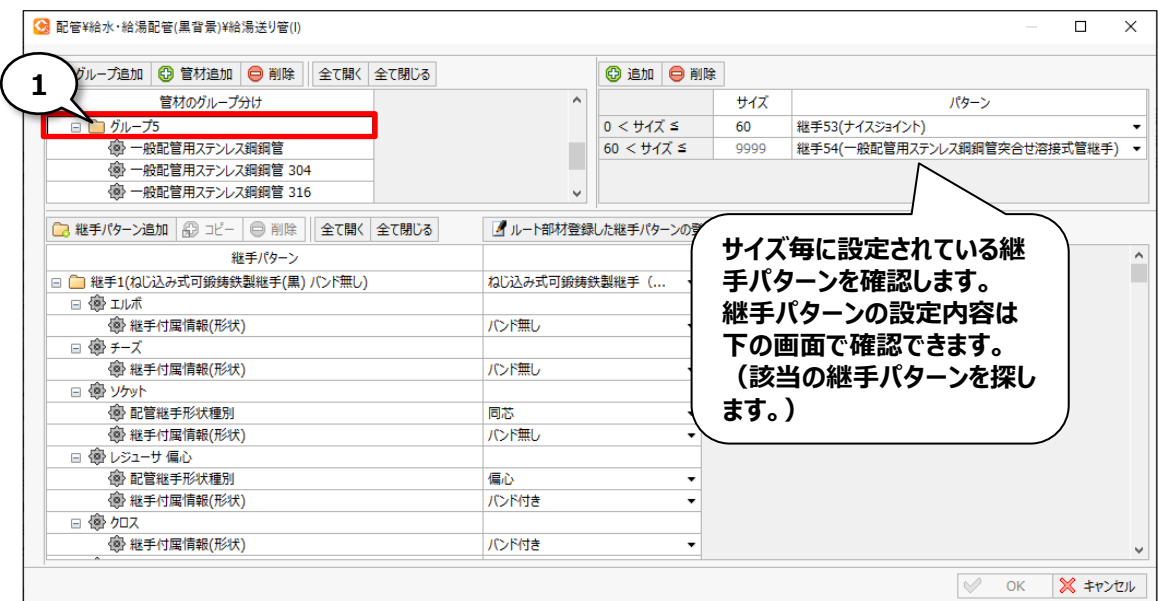 配管¥給水・給湯配管(黒背景)¥給湯送り管(I)
グループ追加 管材追加 削除 全て開く 全て閉じる
追加 削除
1
管材のグループ分け
グループ5
一般配管用ステンレス鋼鋼管
一般配管用ステンレス鋼鋼管 304
一般配管用ステンレス鋼鋼管 316
サイズ パターン
0 < サイズ ≦ 60 継手53(ナイスジョイント)
60 < サイズ ≦ 9999 継手54(一般配管用ステンレス鋼鋼管突合せ溶接式管継手)
継手パターン追加 コピー 削除 全て開く 全て閉じる
ルート部材登録した継手パターンの
継手パターン
継手1(ねじ込み式可鍛鋳鉄製継手(黒) バンド無し) ねじ込み式可鍛鋳鉄製継手 (...
エルボ
継手付属情報(形状) バンド無し
チーズ
継手付属情報(形状) バンド無し
ソケット
配管継手形状種別 同芯
継手付属情報(形状) バンド無し
レジューサ 偏心
配管継手形状種別 偏心
継手付属情報(形状) バンド付き
クロス
継手付属情報(形状) バンド付き
サイズ毎に設定されている継
手パターンを確認します。
継手パターンの設定内容は
下の画面で確認できます。
(該当の継手パターンを探し
ます。)
OK キャンセル